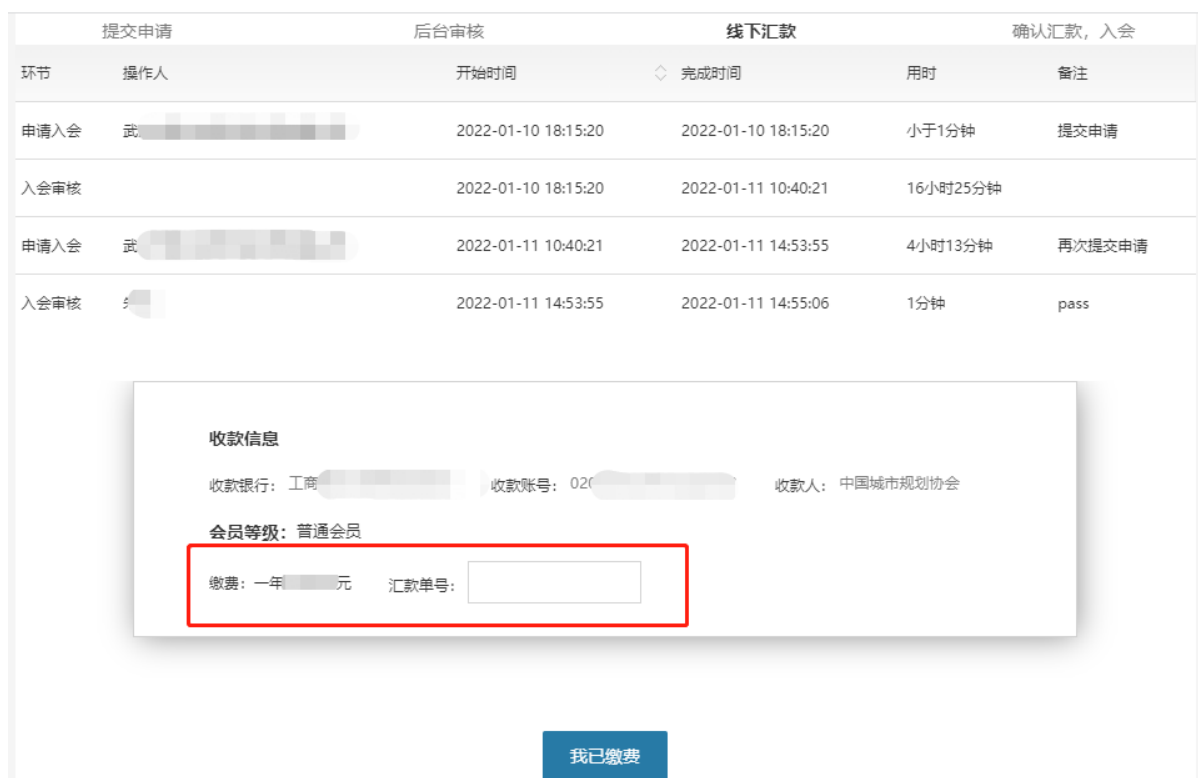 提交申请 后台审核 线下汇款 确认汇款，入会
环节 操作人 开始时间 完成时间 用时 备注
申请入会 武 2022-01-10 18:15:20 2022-01-10 18:15:20 小于1分钟 提交申请
入会审核 2022-01-10 18:15:20 2022-01-11 10:40:21 16小时25分钟
申请入会 武 2022-01-11 10:40:21 2022-01-11 14:53:55 4小时13分钟 再次提交申请
入会审核 2022-01-11 14:53:55 2022-01-11 14:55:06 1分钟 pass
收款信息
收款银行： 工商 收款账号： 020 收款人： 中国城市规划协会
会员等级： 普通会员
缴费： 一年 元 汇款单号：
我已缴费